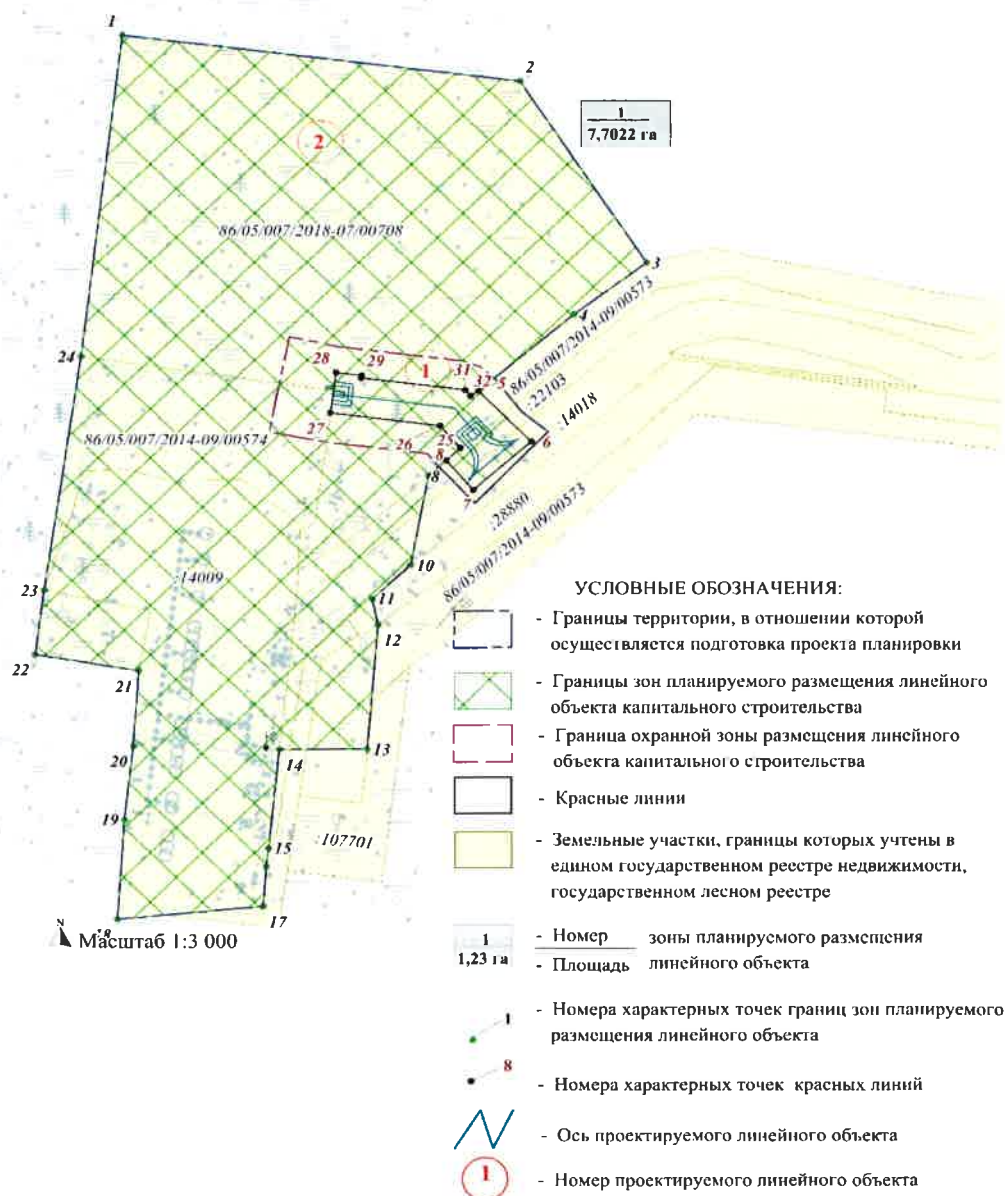 1
2
1
7,7022 га
2
86/05/007/2018-07/00708
3
4
86/05/007/2014-09/00573
:22103
:14018
24
28
29
1
31
32
5
27
26
25
6
86/05/007/2014-09/00574
8
8
7
:28880
86/05/007/2014-09/00573
10
:14009
11
12
23
22
21
20
13
14
19
15
:107701
17
18
N
Масштаб 1:3 000
УСЛОВНЫЕ ОБОЗНАЧЕНИЯ:
- Границы территории, в отношении которой
осуществляется подготовка проекта планировки
- Границы зон планируемого размещения линейного
объекта капитального строительства
- Граница охранной зоны размещения линейного
объекта капитального строительства
- Красные линии
- Земельные участки, границы которых учтены в
едином государственном реестре недвижимости,
государственном лесном реестре
1
1,23 га
- Номер зоны планируемого размещения
- Площадь линейного объекта
1
- Номера характерных точек границ зон планируемого
размещения линейного объекта
8
- Номера характерных точек красных линий
- Ось проектируемого линейного объекта
1
- Номер проектируемого линейного объекта